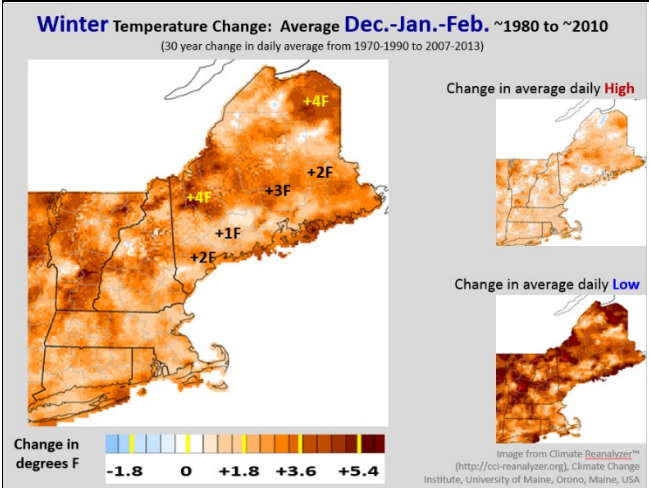 Winter Temperature Change: Average Dec.-Jan.-Feb. ~1980 to ~2010
(30 year change in daily average from 1970-1990 to 2007-2013)
Change in average daily High
+4F
+2F
+3F
+4F
+1F
+2F
Change in average daily Low
Change in
degrees F
-1.8 0 +1.8 +3.6 +5.4
Image from Climate Reanalyzer™
(http://cci-reanalyzer.org), Climate Change
Institute, University of Maine, Orono, Maine, USA